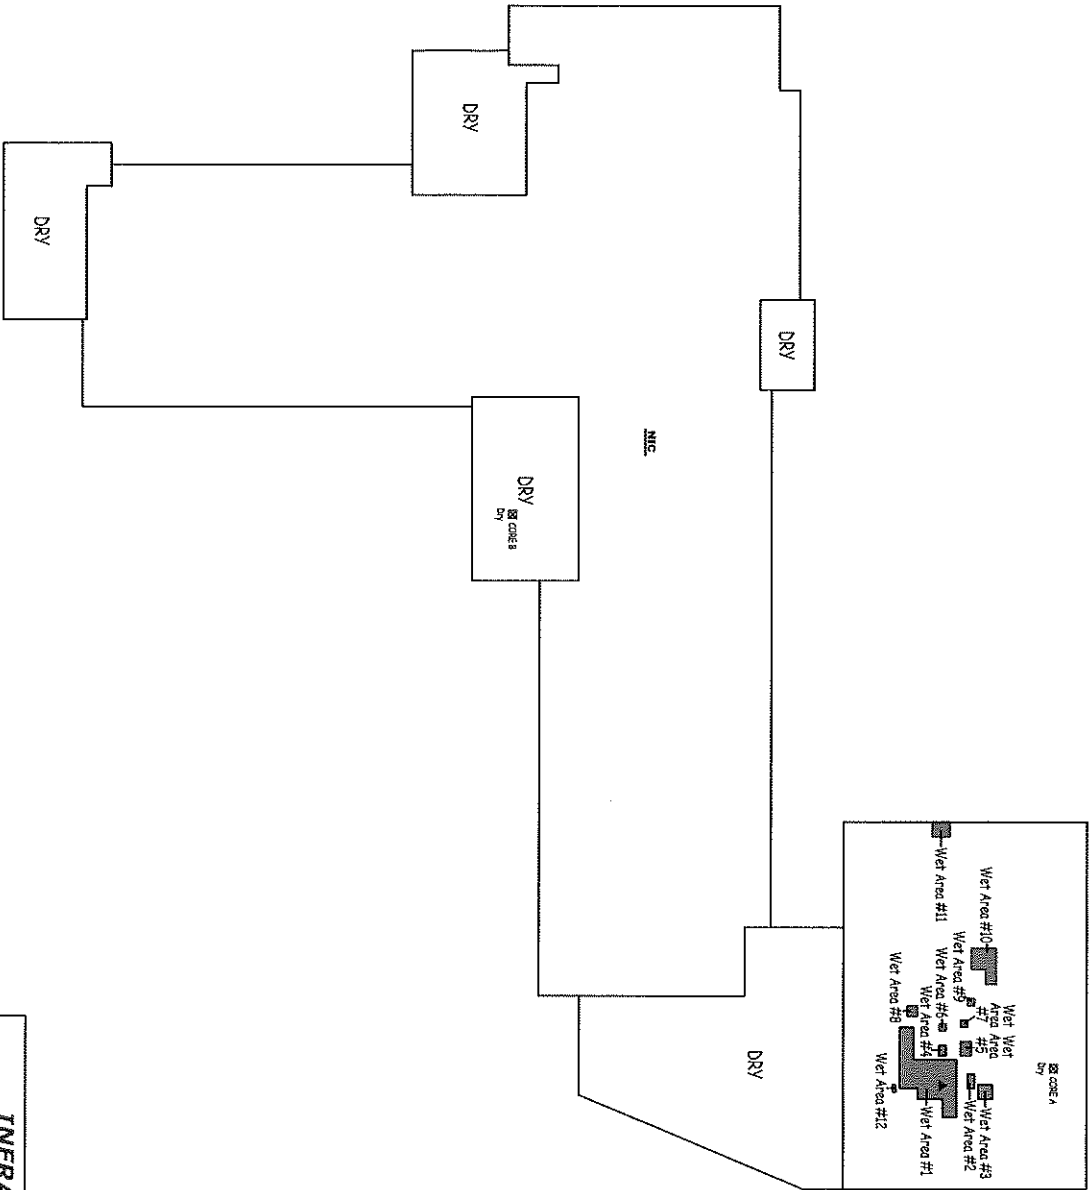 CORE A
Dry
Wet Wet
Area Area
#7 #5
Wet Area #10
Wet Area #3
Wet Area #2
Wet Area #9
Wet Area #11
Wet Area #6
Wet Area #4
Wet Area #1
Wet Area #8
Wet Area #12
DRY
DRY
NIC
DRY
CORE B
Dry
DRY
DRY
INFRA